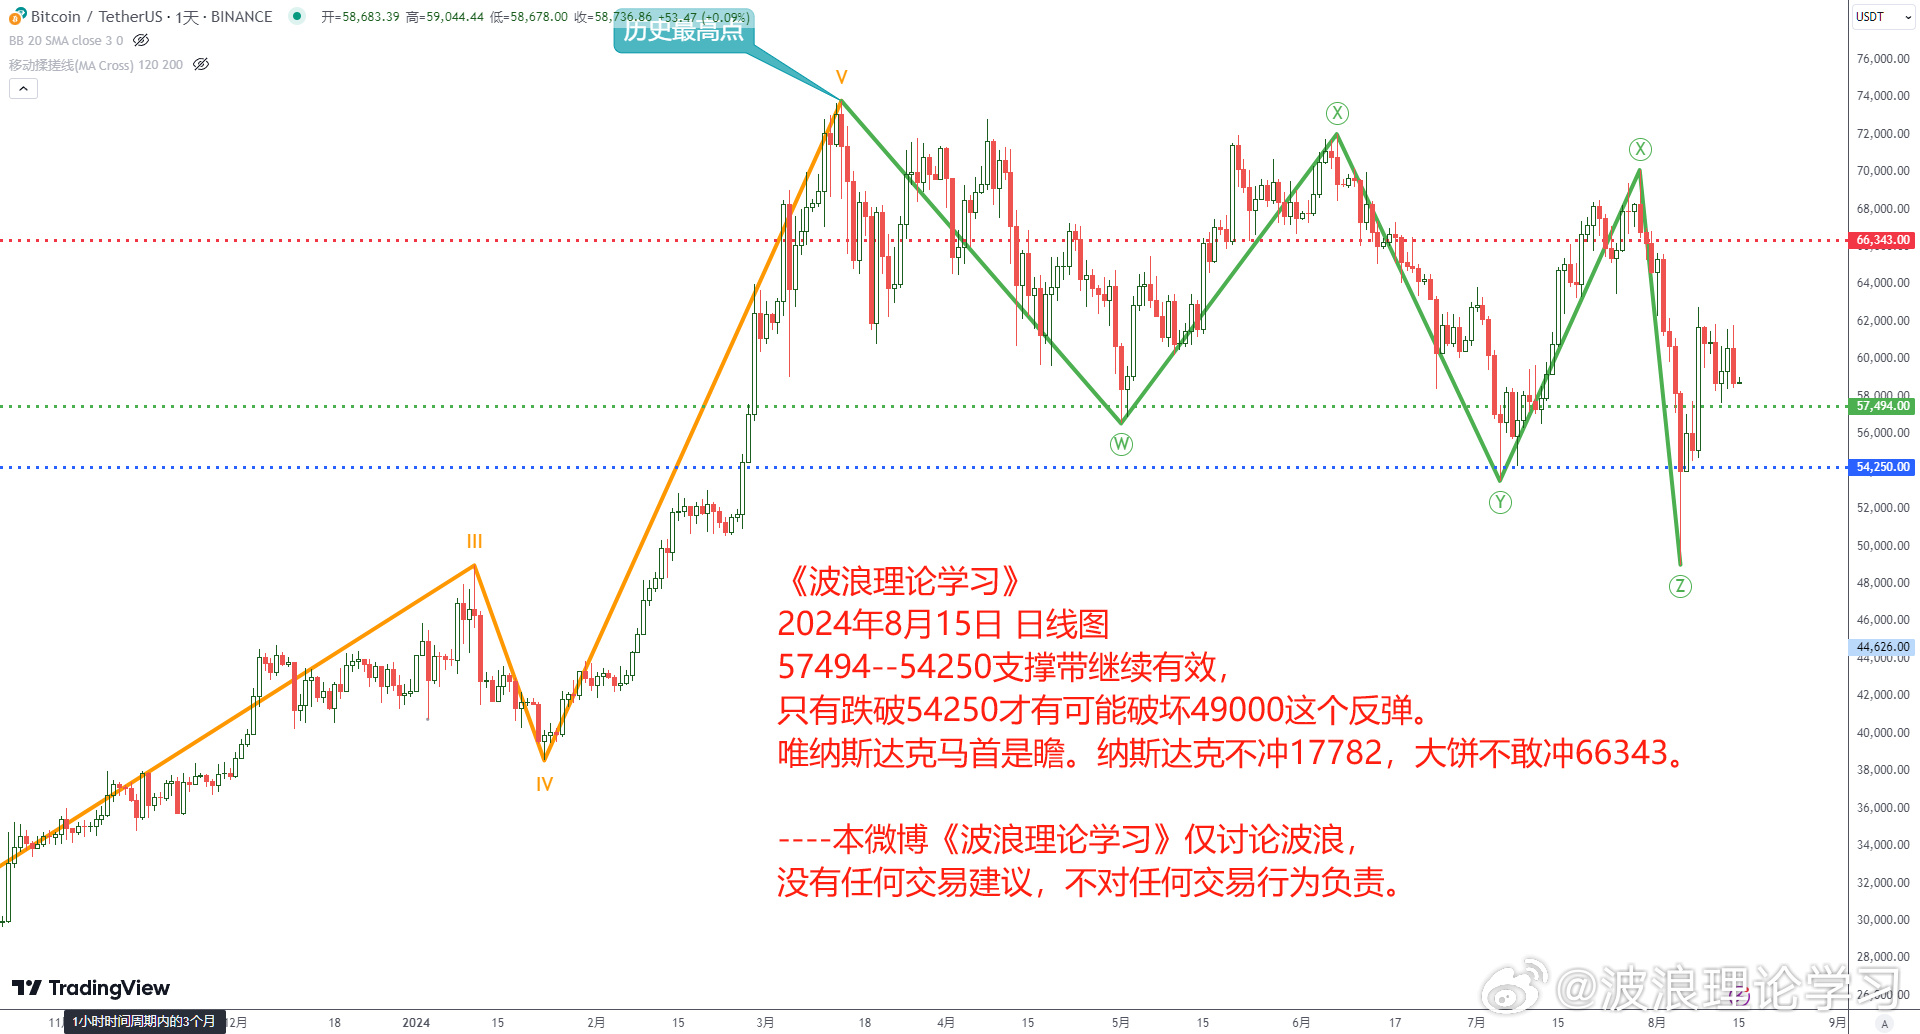 Bitcoin / TetherUS · 1天 · BINANCE 开=58,683.39 高=59,044.44 低=58,678.00 收=58,736.86 +53.47 (+0.09%)
BB 20 SMA close 3 0
移动揉搓线(MA Cross) 120 200
历史最高点
USDT
V
X
X
W
Y
Z
III
IV
76,000.00
74,000.00
72,000.00
70,000.00
68,000.00
66,343.00
64,000.00
62,000.00
60,000.00
58,000.00
57,494.00
56,000.00
54,250.00
52,000.00
50,000.00
48,000.00
46,000.00
44,626.00
44,000.00
42,000.00
40,000.00
38,000.00
36,000.00
34,000.00
32,000.00
30,000.00
28,000.00
26,000.00
《波浪理论学习》
2024年8月15日 日线图
57494--54250支撑带继续有效，
只有跌破54250才有可能破坏49000这个反弹。
唯纳斯达克马首是瞻。纳斯达克不冲17782，大饼不敢冲66343。
----本微博《波浪理论学习》仅讨论波浪，
没有任何交易建议，不对任何交易行为负责。
TradingView
@波浪理论学习
1小时时间周期内的3个月
12月 18 2024 15 2月 15 3月 18 4月 15 5月 15 6月 17 7月 15 8月 15 9月
A